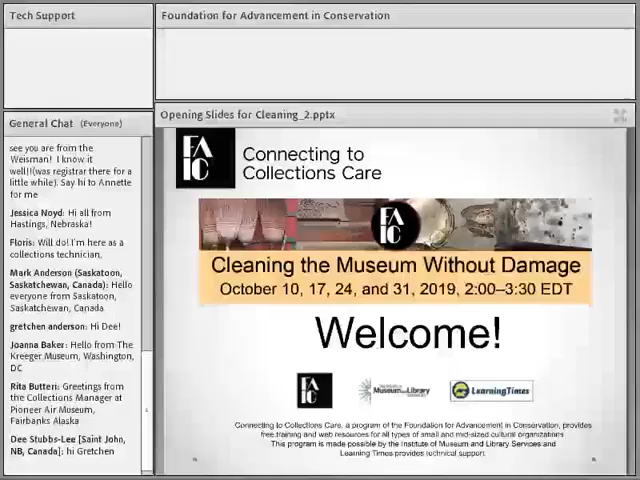 Tech Support
Foundation for Advancement in Conservation
General Chat (Everyone)
see you are from the
Weisman! I know it
well!!(was registrar there for a
little while). Say hi to Annette
for me
Jessica Noyd: Hi all from
Hastings, Nebraska!
Floris: Will do! I'm here as a
collections technician,
Mark Anderson (Saskatoon,
Saskatchewan, Canada): Hello
everyone from Saskatoon,
Saskatchewan, Canada
gretchen anderson: Hi Dee!
Joanna Baker: Hello from The
Kreeger Museum, Washington,
DC
Rita Butteri: Greetings from
the Collections Manager at
Pioneer Air Museum,
Fairbanks Alaska
Dee Stubbs-Lee [Saint John,
NB, Canada]: hi Gretchen
Opening Slides for Cleaning_2.pptx
FAIC
Connecting to
Collections Care
FAIC
Cleaning the Museum Without Damage
October 10, 17, 24, and 31, 2019, 2:00–3:30 EDT
Welcome!
FAIC
Museum and Library
LearningTimes
Connecting to Collections Care, a program of the Foundation for Advancement in Conservation, provides
free training and web resources for all types of small and mid-sized cultural organizations
This program is made possible by the Institute of Museum and Library Services and
Learning Times provides technical support.